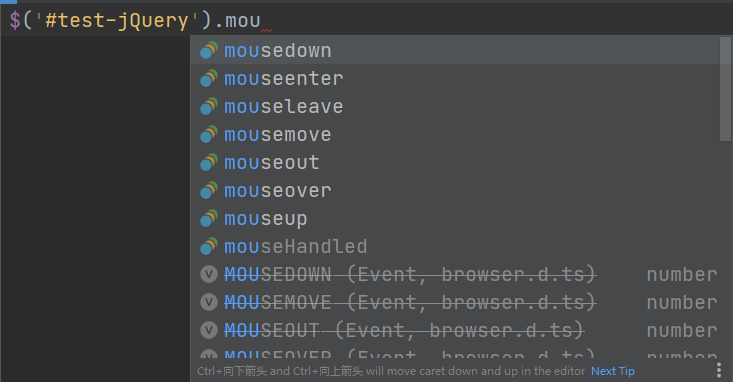 $('#test-jQuery').mou
mousedown
mouseenter
mouseleave
mousemove
mouseout
mouseover
mouseup
mouseHandled
V MOUSEDOWN (Event, browser.d.ts) number
V MOUSEMOVE (Event, browser.d.ts) number
V MOUSEOUT (Event, browser.d.ts) number
V MOUSEOVER (Event, browser.d.ts) number
Ctrl+向下箭头 and Ctrl+向上箭头 will move caret down and up in the editor Next Tip